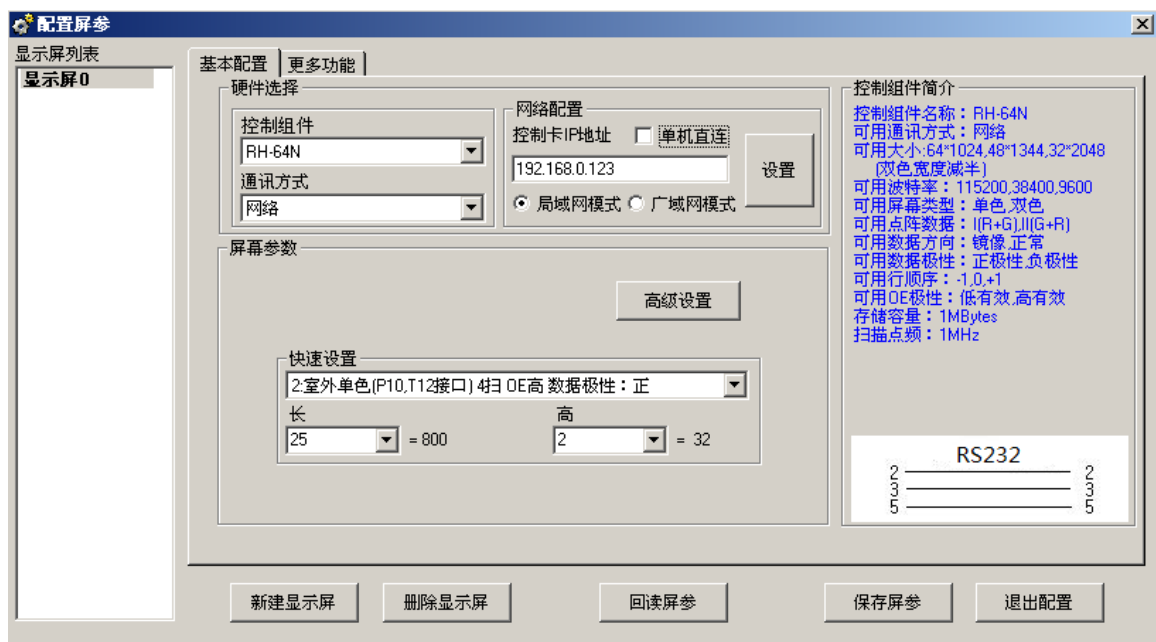 配置屏参
显示屏列表
显示屏0
基本配置
更多功能
硬件选择
控制组件
RH-64N
通讯方式
网络
网络配置
控制卡IP地址
单机直连
192.168.0.123
设置
局域网模式
广域网模式
屏幕参数
高级设置
快速设置
2:室外单色(P10,T12接口) 4扫 OE高 数据极性：正
长
高
25
= 800
2
= 32
控制组件简介
控制组件名称：RH-64N
可用通讯方式：网络
可用大小:64*1024,48*1344,32*2048
(双色宽度减半)
可用波特率：115200,38400,9600
可用屏幕类型：单色,双色
可用点阵数据：I(R+G),II(G+R)
可用数据方向：镜像,正常
可用数据极性：正极性,负极性
可用行顺序：-1,0,+1
可用OE极性：低有效,高有效
存储容量：1MBytes
扫描点频：1MHz
RS232
2 2
3 3
5 5
新建显示屏
删除显示屏
回读屏参
保存屏参
退出配置